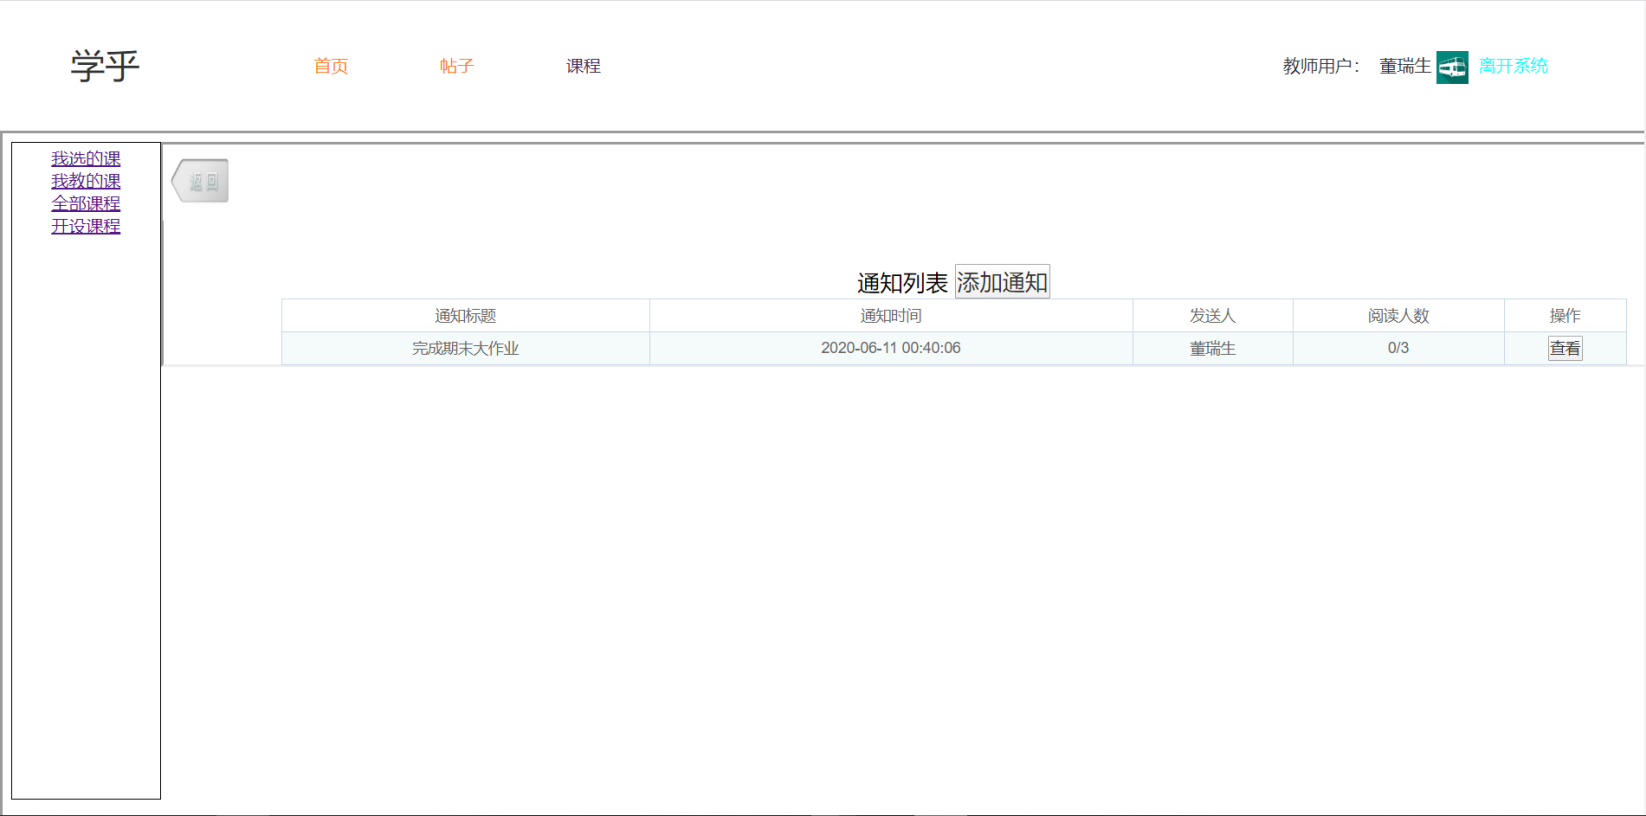 学乎 首页 帖子 课程 教师用户： 董瑞生 离开系统
我选的课
我教的课
全部课程
开设课程
返回
通知列表 添加通知
通知标题 通知时间 发送人 阅读人数 操作
完成期末大作业 2020-06-11 00:40:06 董瑞生 0/3 查看